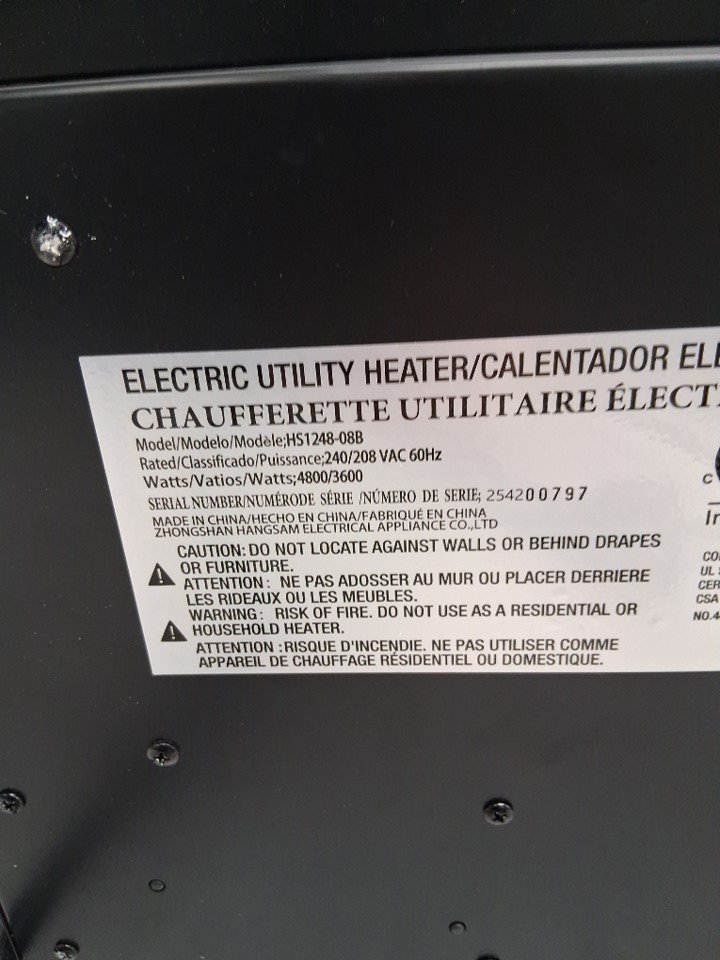 ELECTRIC UTILITY HEATER/CALENTADOR
CHAUFFERETTE UTILITAIRE
Model/Modelo/Modèle;HS1248-08B
Rated/Classificado/Puissance;240/208 VAC 60Hz
Watts/Vatios/Watts;4800/3600
SERIAL NUMBER/NUMÉRODE SÉRIE /NÚMERO DE SERIE; 254200797
MADE IN CHINA/HECHO EN CHINA/FABRIQUÉ EN CHINA
ZHONGSHAN HANGSAM ELECTRICAL APPLIANCE CO.,LTD
CAUTION: DO NOT LOCATE AGAINST WALLS OR BEHIND DRAPES
OR FURNITURE.
ATTENTION: NE PAS ADOSSER AU MUR OU PLACER DERRIERE
LES RIDEAUX OU LES MEUBLES.
WARNING: RISK OF FIRE. DO NOT USE AS A RESIDENTIAL OR
HOUSEHOLD HEATER.
ATTENTION :RISQUE D'INCENDIE. NE PAS UTILISER COMME
APPAREIL DE CHAUFFAGE RÉSIDENTIEL OU DOMESTIQUE.
C
UL
CSA
NO.4